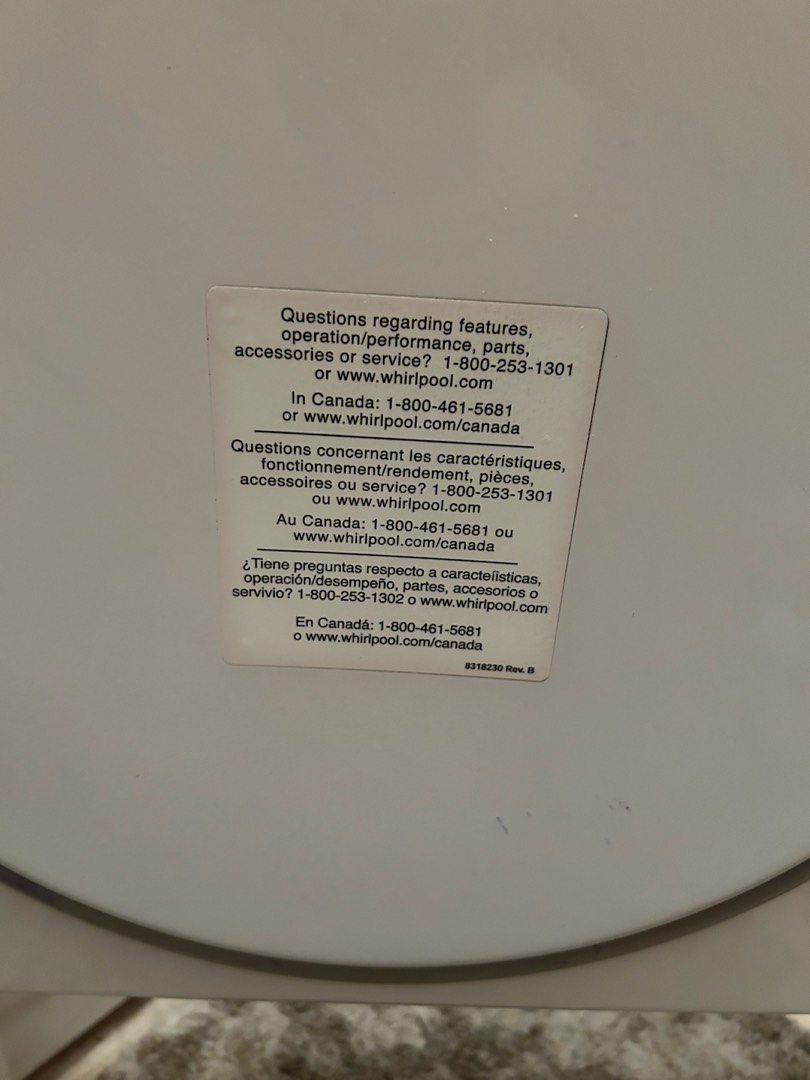 Questions regarding features,
operation/performance, parts,
accessories or service? 1-800-253-1301
or www.whirlpool.com
In Canada: 1-800-461-5681
or www.whirlpool.com/canada
Questions concernant les caractéristiques,
fonctionnement/rendement, pièces,
accessoires ou service? 1-800-253-1301
ou www.whirlpool.com
Au Canada: 1-800-461-5681 ou
www.whirlpool.com/canada
¿Tiene preguntas respecto a caracteíisticas,
operación/desempeño, partes, accesorios o
servivio? 1-800-253-1302 o www.whirlpool.com
En Canadá: 1-800-461-5681
o www.whirlpool.com/canada
8318230 Rev. B